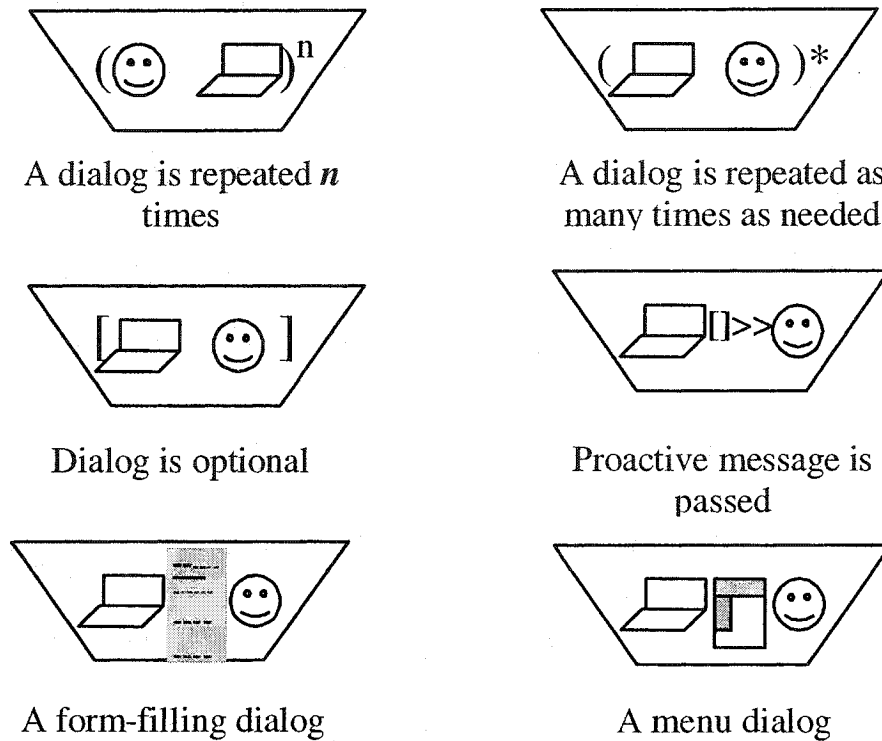 ( )n
A dialog is repeated n
times
( )*
A dialog is repeated as
many times as needed
[ ]
Dialog is optional
[]>>
Proactive message is
passed
A form-filling dialog
A menu dialog